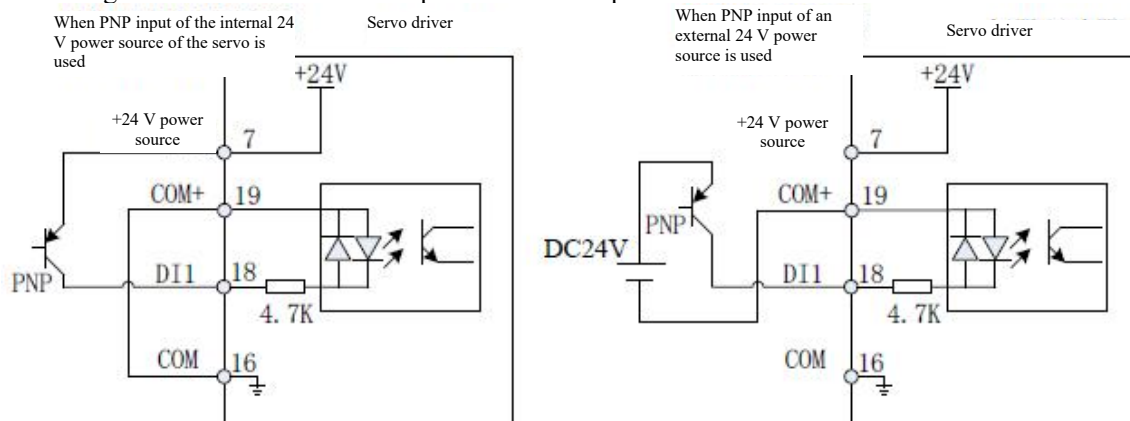 When PNP input of the internal 24
V power source of the servo is
used
Servo driver
+24V
+24 V power
source
7
COM+
19
PNP
DI1
18
4.7K
COM
16
When PNP input of an
external 24 V power
source is used
Servo driver
+24V
+24 V power
source
7
COM+
19
PNP
DC24V
DI1
18
4.7K
COM
16